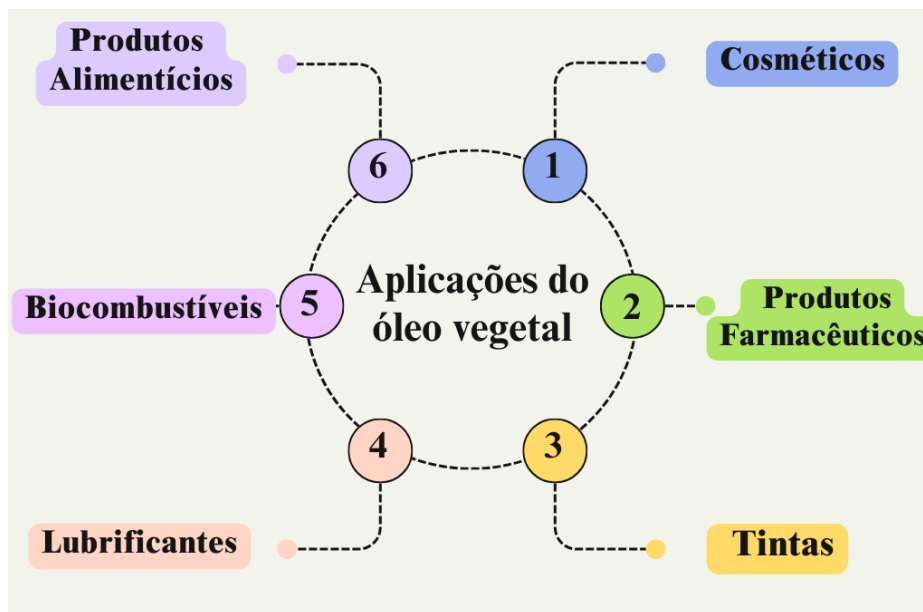 Produtos
Alimentícios
Cosméticos
6
1
Aplicações do
óleo vegetal
Biocombustíveis
5
2
Produtos
Farmacêuticos
4
3
Lubrificantes
Tintas